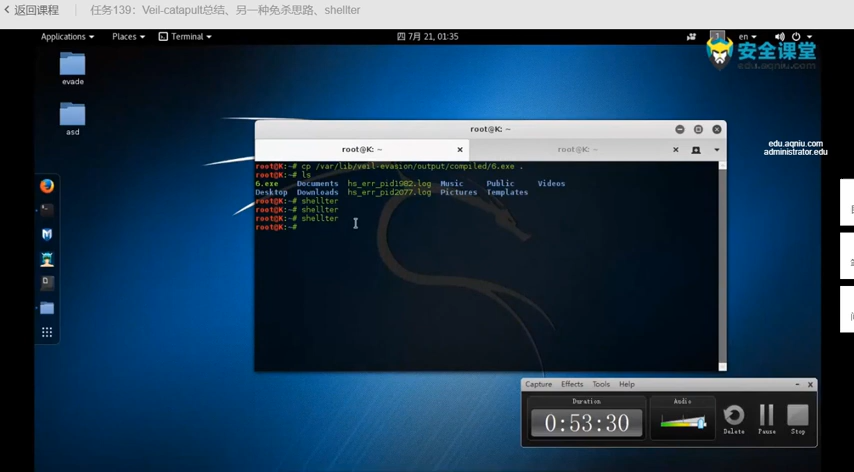 返回课程 任务139：Veil-catapult总结、另一种免杀思路、shellter
Applications Places Terminal 四 7月 21, 01:35 en
安全课堂
edu.aqniu.com
evade
asd
edu.aqniu.com
administrator.edu
root@K: ~
root@K: ~ root@K: ~
root@K:~# cp /var/lib/veil-evasion/output/compiled/6.exe .
root@K:~# ls
6.exe Documents hs_err_pid1982.log Music Public Videos
Desktop Downloads hs_err_pid2077.log Pictures Templates
root@K:~# shellter
root@K:~# shellter
root@K:~# shellter
root@K:~#
Capture Effects Tools Help
Duration Audio
0:53:30
Delete Pause Stop